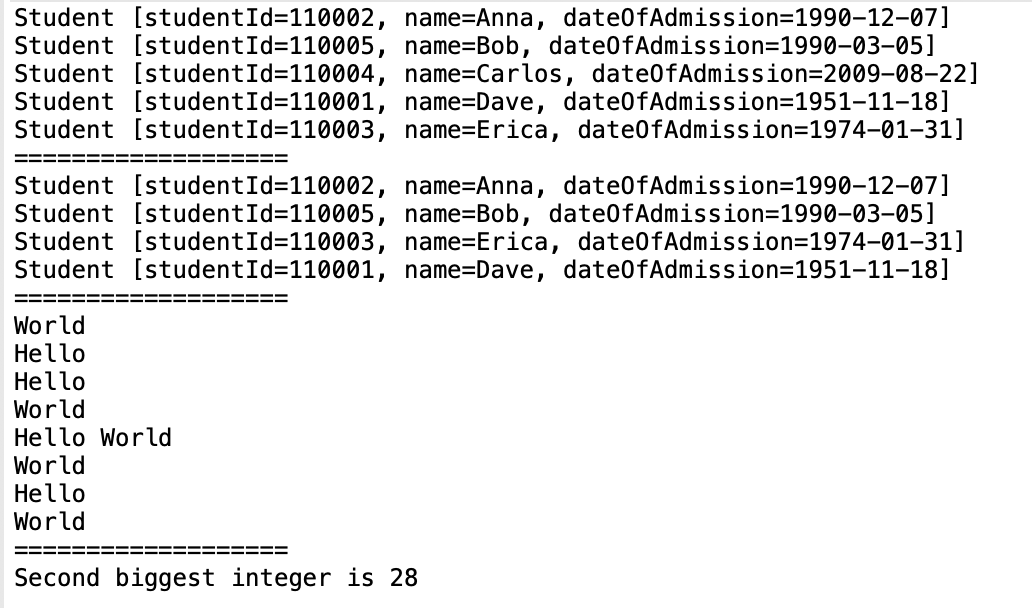 Student [studentId=110002, name=Anna, dateOfAdmission=1990-12-07]
Student [studentId=110005, name=Bob, dateOfAdmission=1990-03-05]
Student [studentId=110004, name=Carlos, dateOfAdmission=2009-08-22]
Student [studentId=110001, name=Dave, dateOfAdmission=1951-11-18]
Student [studentId=110003, name=Erica, dateOfAdmission=1974-01-31]
===================
Student [studentId=110002, name=Anna, dateOfAdmission=1990-12-07]
Student [studentId=110005, name=Bob, dateOfAdmission=1990-03-05]
Student [studentId=110003, name=Erica, dateOfAdmission=1974-01-31]
Student [studentId=110001, name=Dave, dateOfAdmission=1951-11-18]
===================
World
Hello
Hello
World
Hello World
World
Hello
World
===================
Second biggest integer is 28